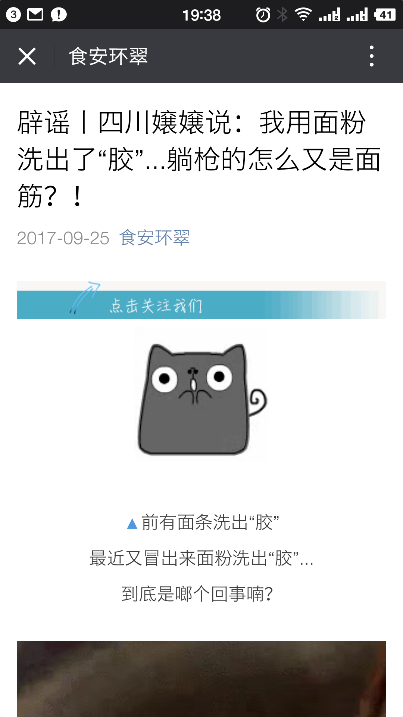 3 19:38 41
食安环翠
辟谣丨四川嬢嬢说：我用面粉
洗出了“胶”...躺枪的怎么又是面
筋？！
2017-09-25 食安环翠
点击关注我们
▲前有面条洗出“胶”
最近又冒出来面粉洗出“胶”...
到底是啷个回事喃？